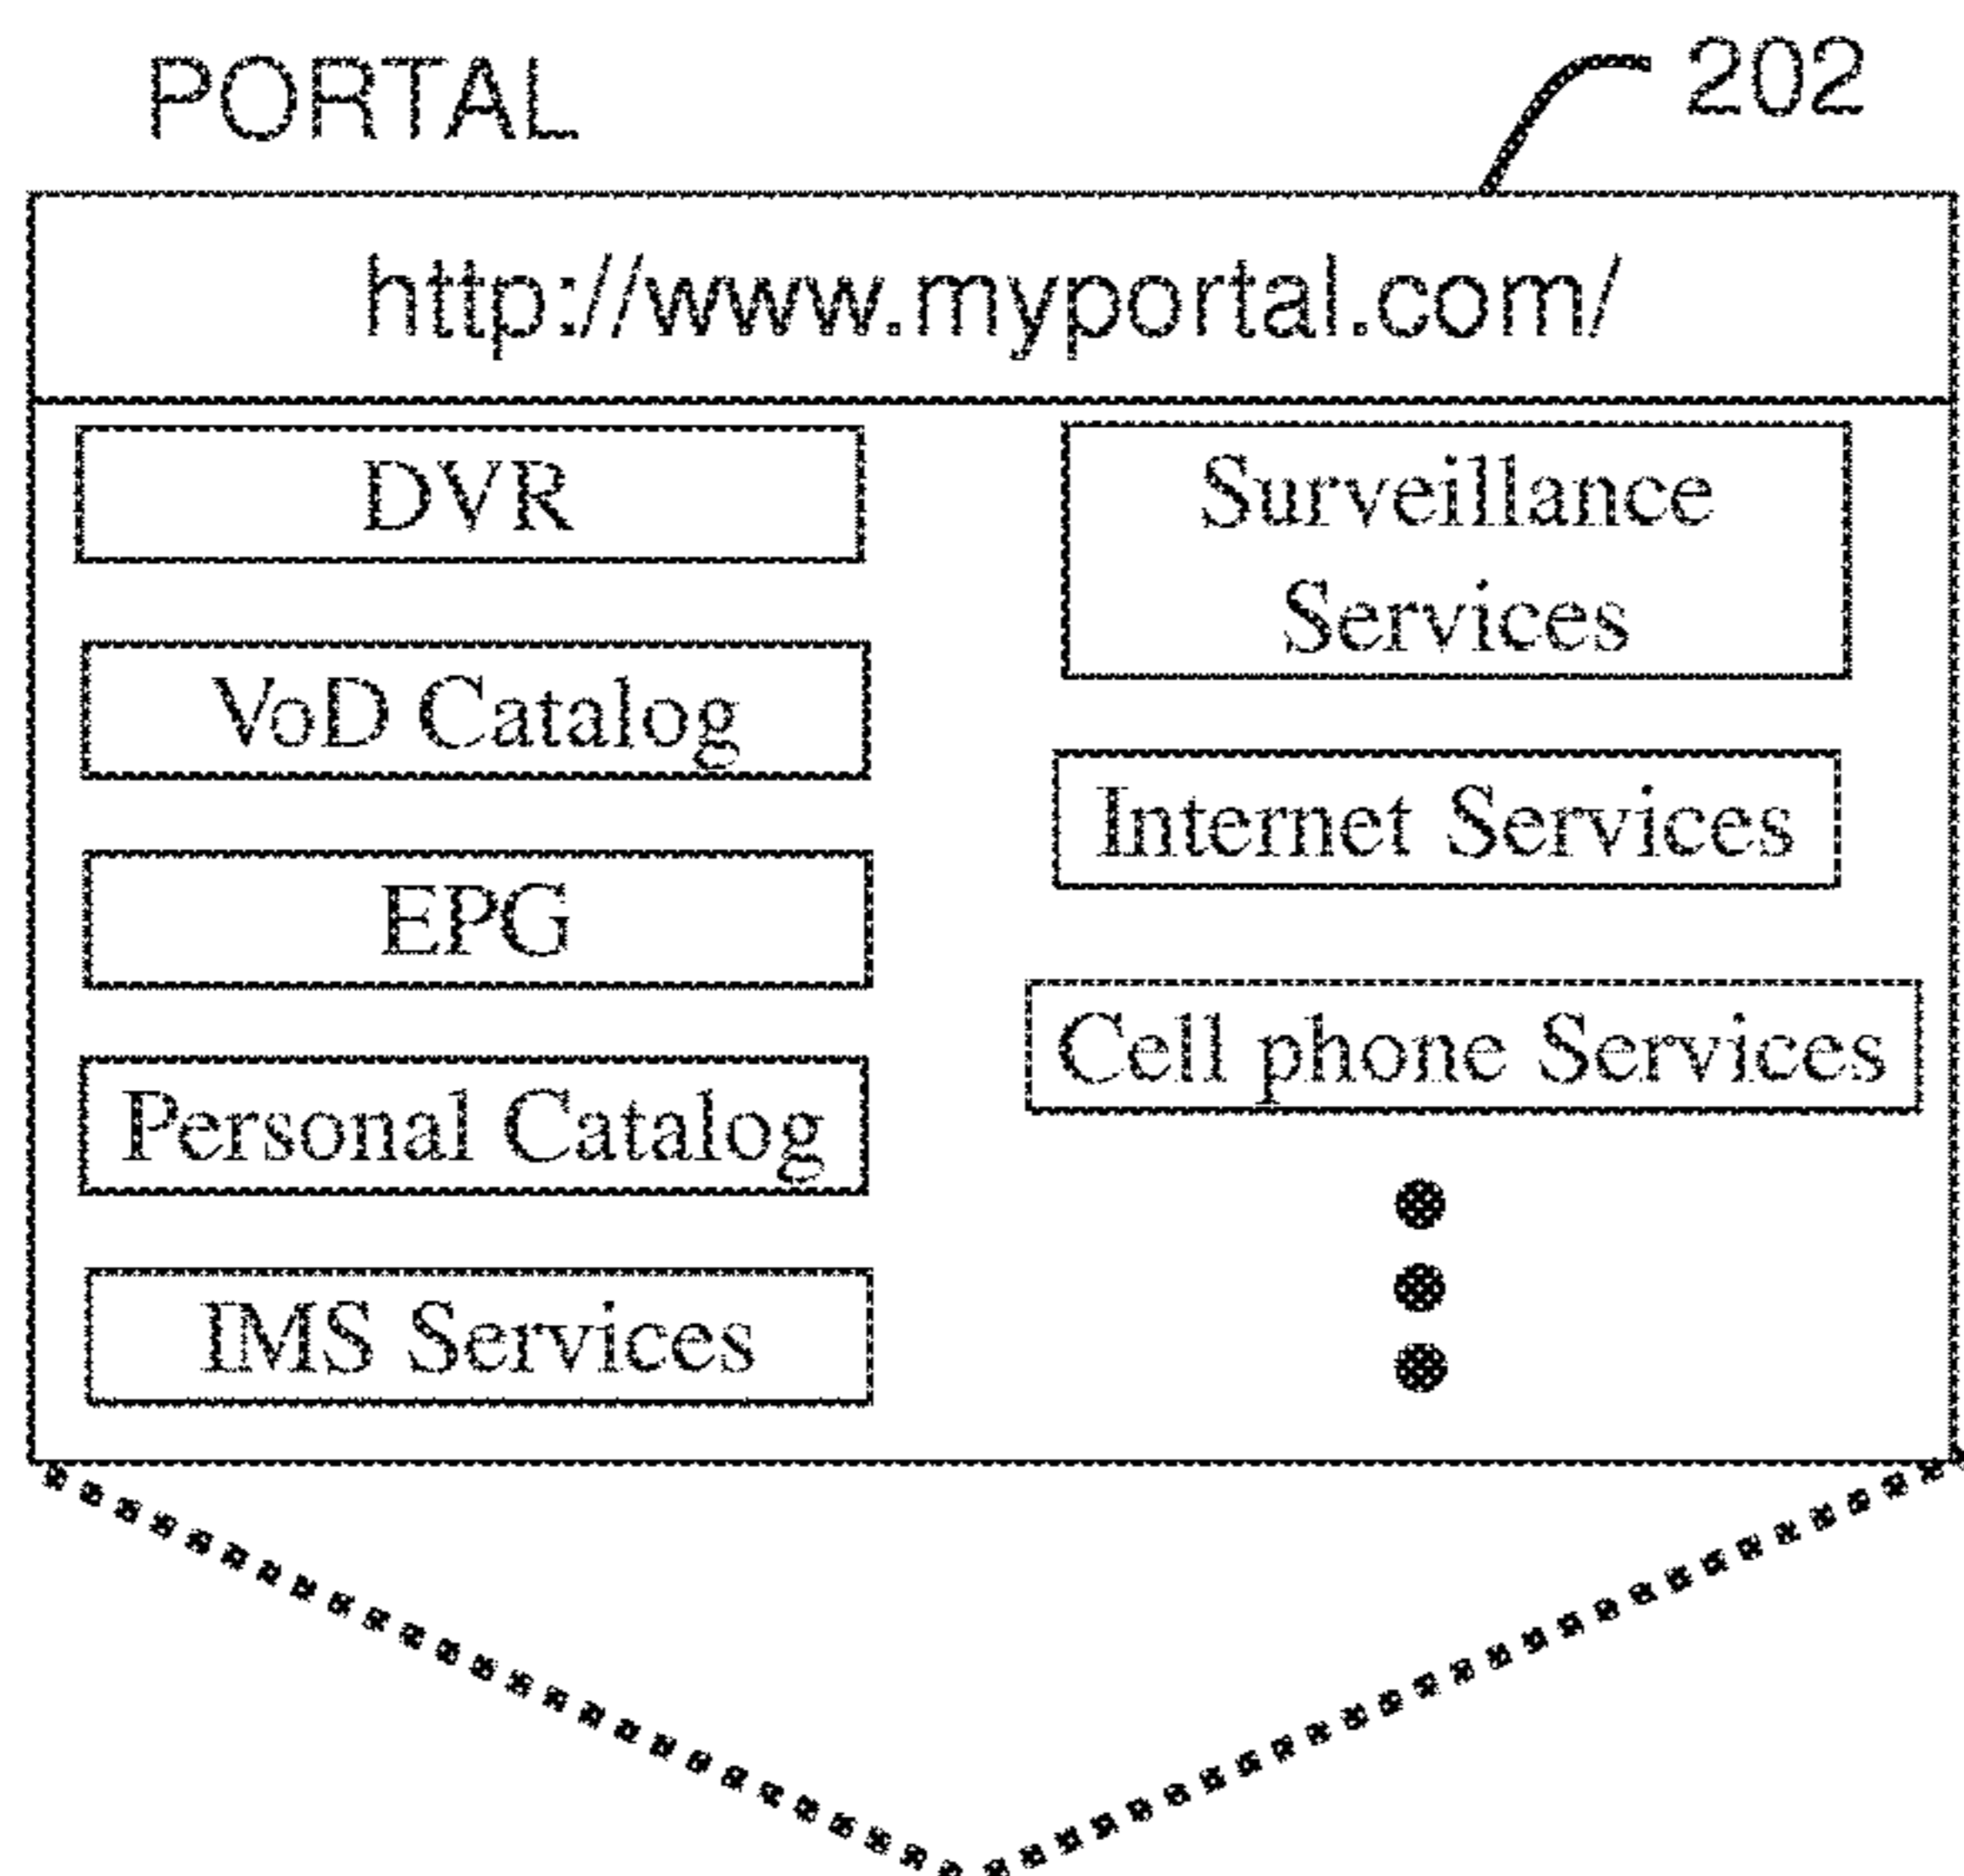 PORTAL
202
http://www.myportal.com/
DVR
VoD Catalog
EPG
Personal Catalog
IMS Services
Surveillance
Services
Internet Services
Cell phone Services